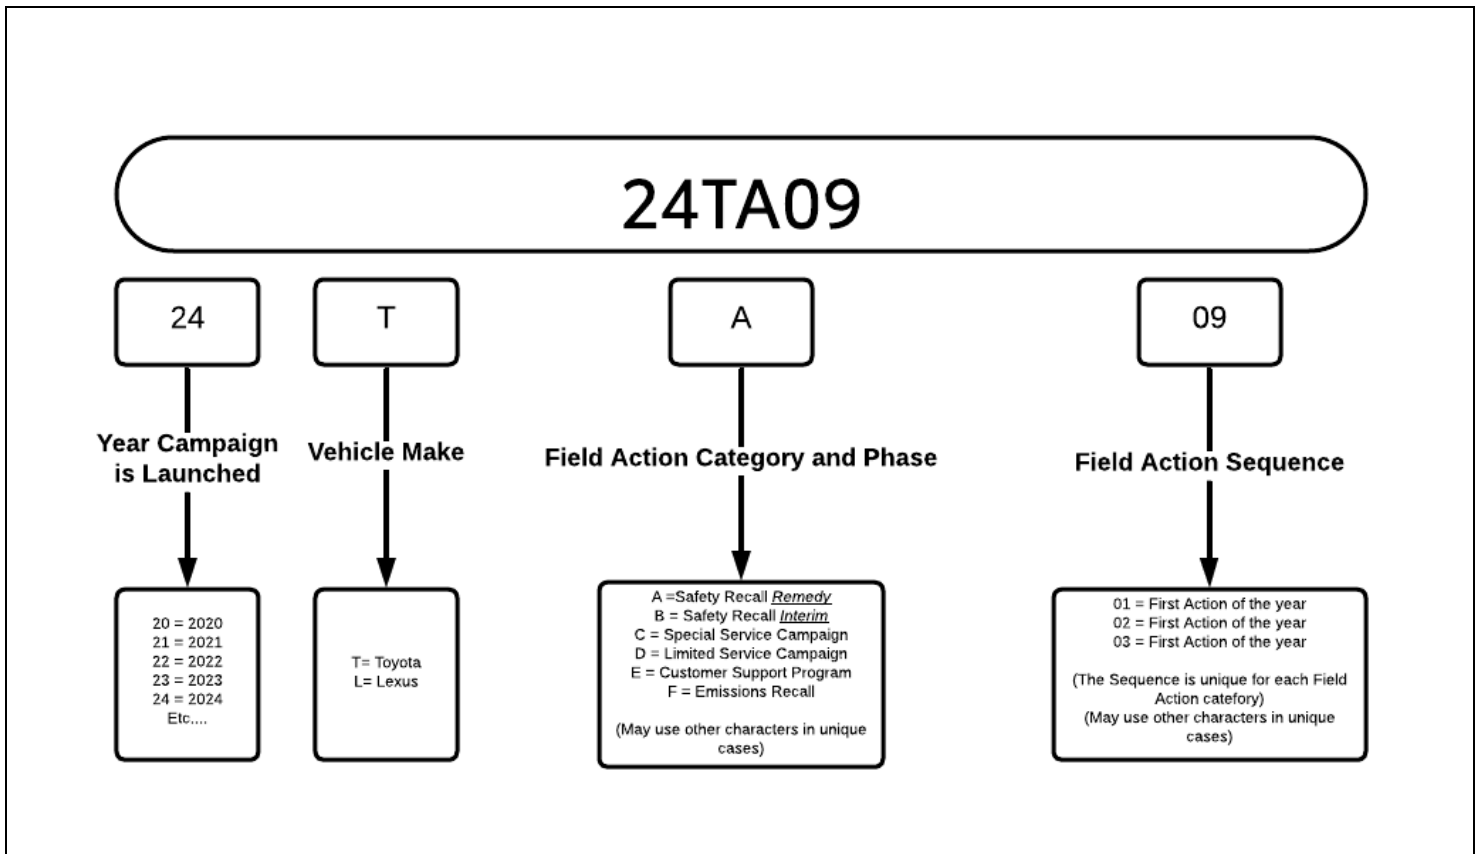 24TA09
24
T
A
09
Year Campaign
is Launched
Vehicle Make
Field Action Category and Phase
Field Action Sequence
20 = 2020
21 = 2021
22 = 2022
23 = 2023
24 = 2024
Etc....
T= Toyota
L= Lexus
A =Safety Recall Remedy
B = Safety Recall Interim
C = Special Service Campaign
D = Limited Service Campaign
E = Customer Support Program
F = Emissions Recall
(May use other characters in unique
cases)
01 = First Action of the year
02 = First Action of the year
03 = First Action of the year
(The Sequence is unique for each Field
Action catefory)
(May use other characters in unique
cases)